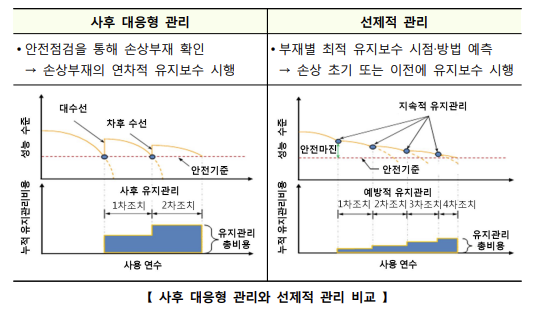 사후 대응형 관리
선제적 관리
• 안전점검을 통해 손상부재 확인
→ 손상부재의 연차적 유지보수 시행
• 부재별 최적 유지보수 시점·방법 예측
→ 손상 초기 또는 이전에 유지보수 시행
성능 수준
대수선
차후 수선
안전기준
누적 유지관리비용
사후 유지관리
1차조치
2차조치
유지관리
총비용
사용 연수
성능 수준
지속적 유지관리
안전마진
안전기준
누적 유지관리비용
예방적 유지관리
1차조치
2차조치
3차조치
4차조치
유지관리
총비용
사용 연수
【 사후 대응형 관리와 선제적 관리 비교 】